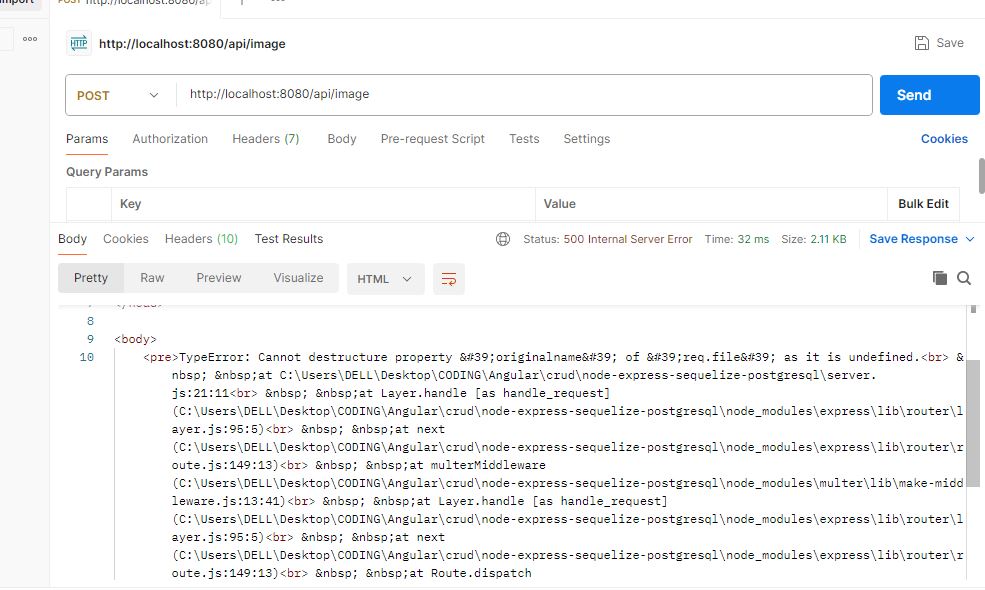 import
POST http://localhost:8080/ap
HTTP http://localhost:8080/api/image
Save
POST
http://localhost:8080/api/image
Send
Params
Authorization
Headers (7)
Body
Pre-request Script
Tests
Settings
Cookies
Query Params
Key
Value
Bulk Edit
Body
Cookies
Headers (10)
Test Results
Status: 500 Internal Server Error
Time: 32 ms
Size: 2.11 KB
Save Response
Pretty
Raw
Preview
Visualize
HTML
8
9 <body>
10 <pre>TypeError: Cannot destructure property &#39;originalname&#39; of &#39;req.file&#39; as it is undefined.<br> &
nbsp; &nbsp;at C:\Users\DELL\Desktop\CODING\Angular\crud\node-express-sequelize-postgresql\server.
js:21:11<br> &nbsp; &nbsp;at Layer.handle [as handle_request]
(C:\Users\DELL\Desktop\CODING\Angular\crud\node-express-sequelize-postgresql\node_modules\express\lib\router\l
ayer.js:95:5)<br> &nbsp; &nbsp;at next
(C:\Users\DELL\Desktop\CODING\Angular\crud\node-express-sequelize-postgresql\node_modules\express\lib\router\r
oute.js:149:13)<br> &nbsp; &nbsp;at multerMiddleware
(C:\Users\DELL\Desktop\CODING\Angular\crud\node-express-sequelize-postgresql\node_modules\multer\lib\make-midd
leware.js:13:41)<br> &nbsp; &nbsp;at Layer.handle [as handle_request]
(C:\Users\DELL\Desktop\CODING\Angular\crud\node-express-sequelize-postgresql\node_modules\express\lib\router\l
ayer.js:95:5)<br> &nbsp; &nbsp;at next
(C:\Users\DELL\Desktop\CODING\Angular\crud\node-express-sequelize-postgresql\node_modules\express\lib\router\r
oute.js:149:13)<br> &nbsp; &nbsp;at Route.dispatch